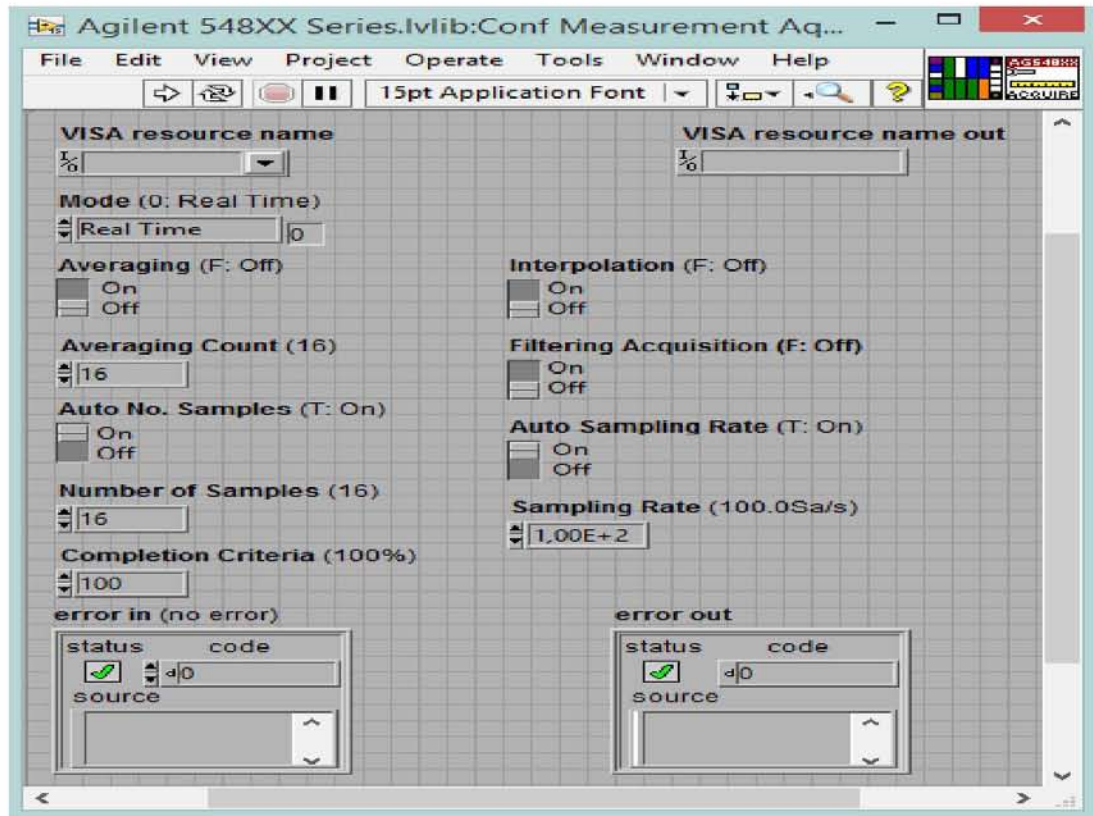 Agilent 548XX Series.lvlib:Conf Measurement Aq...
File Edit View Project Operate Tools Window Help
15pt Application Font
AG548XX
ACQUIRE
VISA resource name
VISA resource name out
I/O
I/O
Mode (0: Real Time)
Real Time 0
Averaging (F: Off)
On
Off
Interpolation (F: Off)
On
Off
Averaging Count (16)
16
Filtering Acquisition (F: Off)
On
Off
Auto No. Samples (T: On)
On
Off
Auto Sampling Rate (T: On)
On
Off
Number of Samples (16)
16
Sampling Rate (100.0Sa/s)
1,00E+2
Completion Criteria (100%)
100
error in (no error)
status code
d 0
source
error out
status code
d 0
source